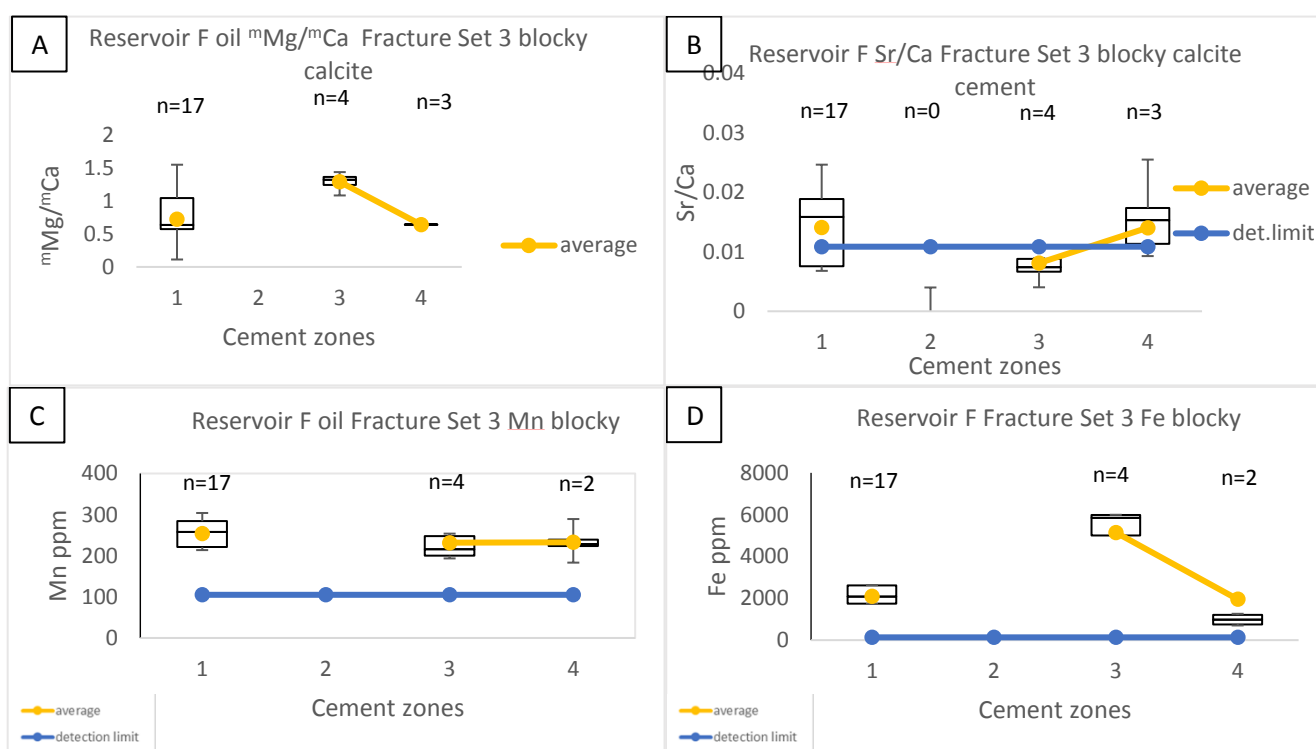 A
Reservoir F oil ᵐMg/ᵐCa Fracture Set 3 blocky
calcite
n=17
n=4
n=3
2
1.5
1
0.5
0
ᵐMg/ᵐCa
1
2
3
4
Cement zones
average
B
Reservoir F Sr/Ca Fracture Set 3 blocky calcite
cement
0.04
n=17
n=0
n=4
n=3
0.03
0.02
0.01
0
Sr/Ca
1
2
3
4
Cement zones
average
det.limit
C
Reservoir F oil Fracture Set 3 Mn blocky
400
300
200
100
0
Mn ppm
n=17
n=4
n=2
1
2
3
4
Cement zones
average
detection limit
D
Reservoir F Fracture Set 3 Fe blocky
8000
6000
4000
2000
0
Fe ppm
n=17
n=4
n=2
1
2
3
4
Cement zones
average
detection limit